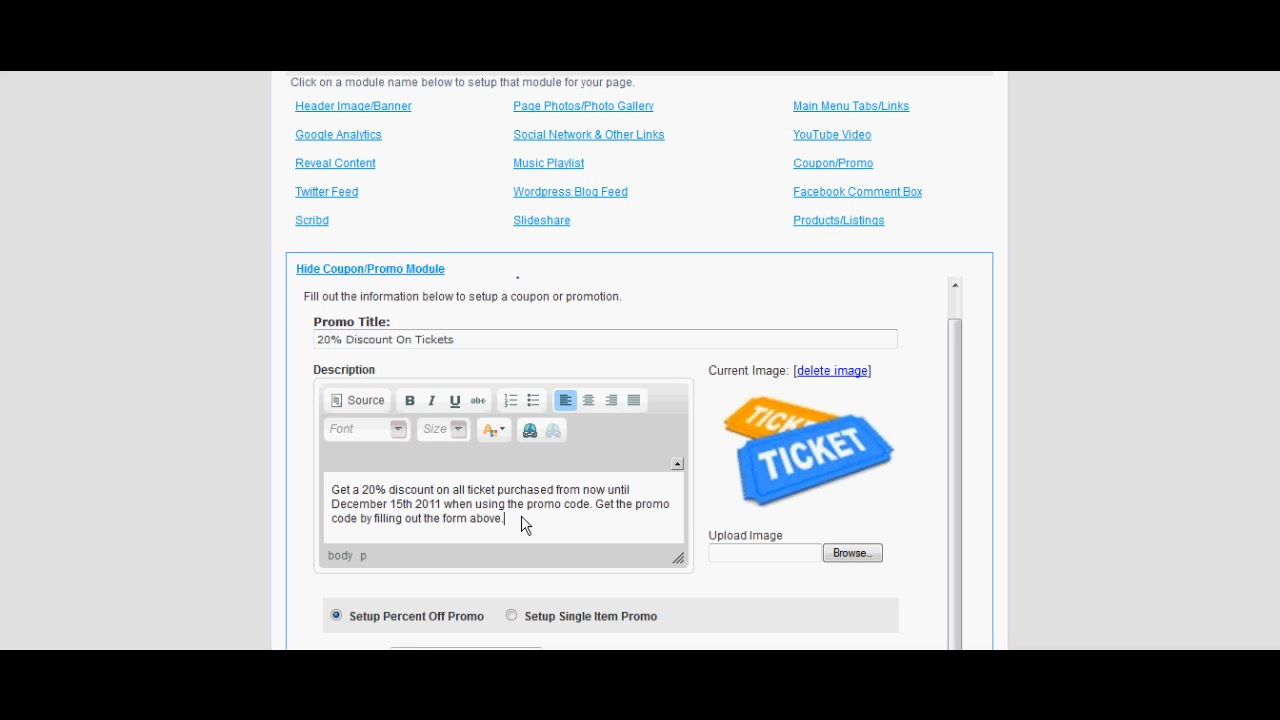 Click on a module name below to setup that module for your page.
Header Image/Banner Page Photos/Photo Gallery Main Menu Tabs/Links
Google Analytics Social Network & Other Links YouTube Video
Reveal Content Music Playlist Coupon/Promo
Twitter Feed Wordpress Blog Feed Facebook Comment Box
Scribd Slideshare Products/Listings
Hide Coupon/Promo Module
Fill out the information below to setup a coupon or promotion.
Promo Title:
20% Discount On Tickets
Description
Source B I U abc
Font Size A
Get a 20% discount on all ticket purchased from now until
December 15th 2011 when using the promo code. Get the promo
code by filling out the form above.
body p
Current Image: [delete image]
TICKET
TICKET
Upload Image
Browse...
Setup Percent Off Promo Setup Single Item Promo